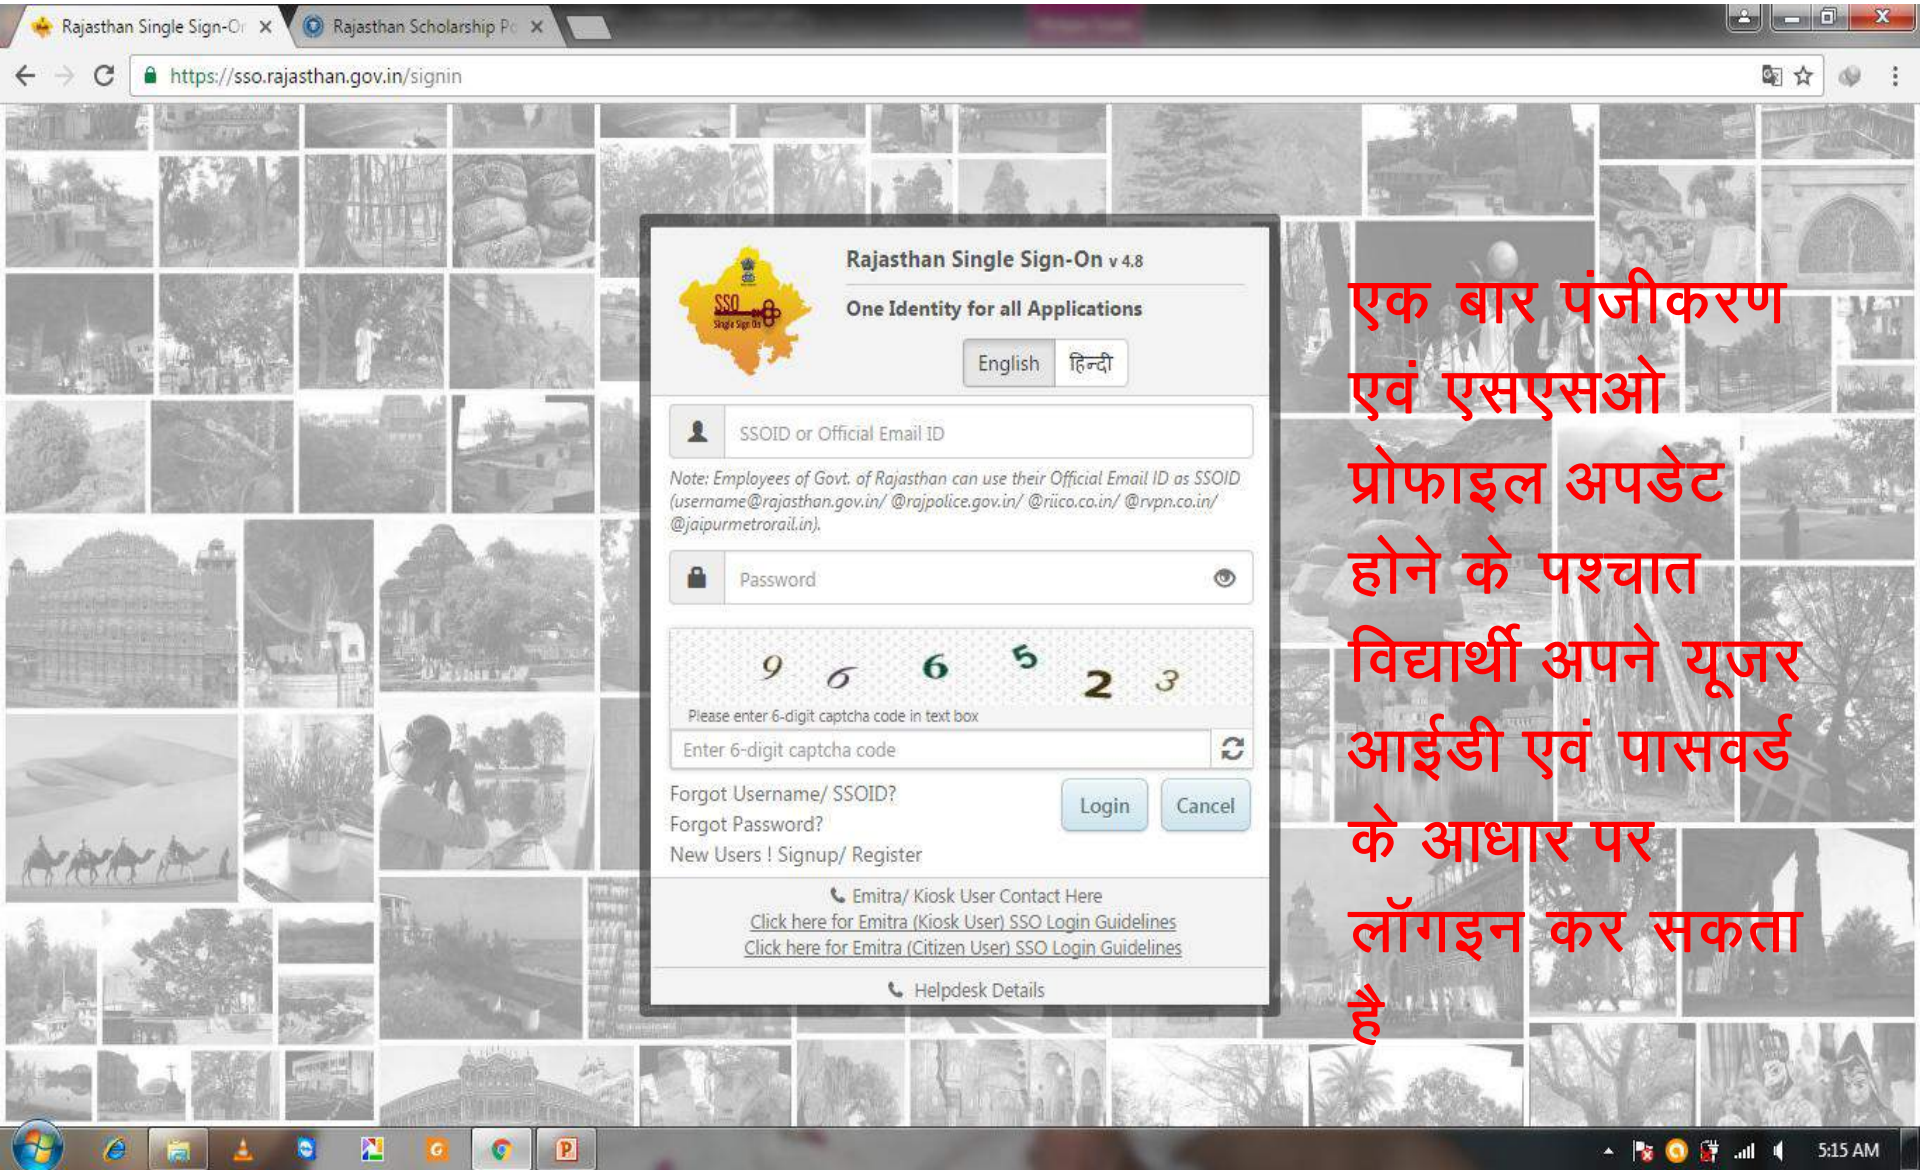 Rajasthan Single Sign-On
Rajasthan Scholarship Po
https://sso.rajasthan.gov.in/signin
SSO
Single Sign On
Rajasthan Single Sign-On v 4.8
One Identity for all Applications
English हिन्दी
SSOID or Official Email ID
Note: Employees of Govt. of Rajasthan can use their Official Email ID as SSOID
(username@rajasthan.gov.in/ @rajpolice.gov.in/ @riico.co.in/ @rvpn.co.in/
@jaipurmetrorail.in).
Password
9 6 6 5 2 3
Please enter 6-digit captcha code in text box
Enter 6-digit captcha code
Forgot Username/ SSOID?
Forgot Password?
New Users ! Signup/ Register
Login Cancel
Emitra/ Kiosk User Contact Here
Click here for Emitra (Kiosk User) SSO Login Guidelines
Click here for Emitra (Citizen User) SSO Login Guidelines
Helpdesk Details
एक बार पंजीकरण
एवं एसएसओ
प्रोफाइल अपडेट
होने के पश्चात
विद्यार्थी अपने यूजर
आईडी एवं पासवर्ड
के आधार पर
लॉगइन कर सकता
है
5:15 AM